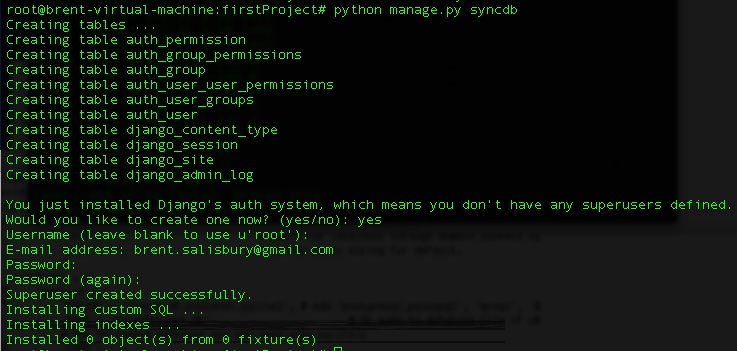 root@brent-virtual-machine:firstProject# python manage.py syncdb
Creating tables ...
Creating table auth_permission
Creating table auth_group_permissions
Creating table auth_group
Creating table auth_user_user_permissions
Creating table auth_user_groups
Creating table auth_user
Creating table django_content_type
Creating table django_session
Creating table django_site
Creating table django_admin_log
You just installed Django's auth system, which means you don't have any superusers defined.
Would you like to create one now? (yes/no): yes
Username (leave blank to use u'root'):
E-mail address: brent.salisbury@gmail.com
Password:
Password (again):
Superuser created successfully.
Installing custom SQL ...
Installing indexes ...
Installed 0 object(s) from 0 fixture(s)